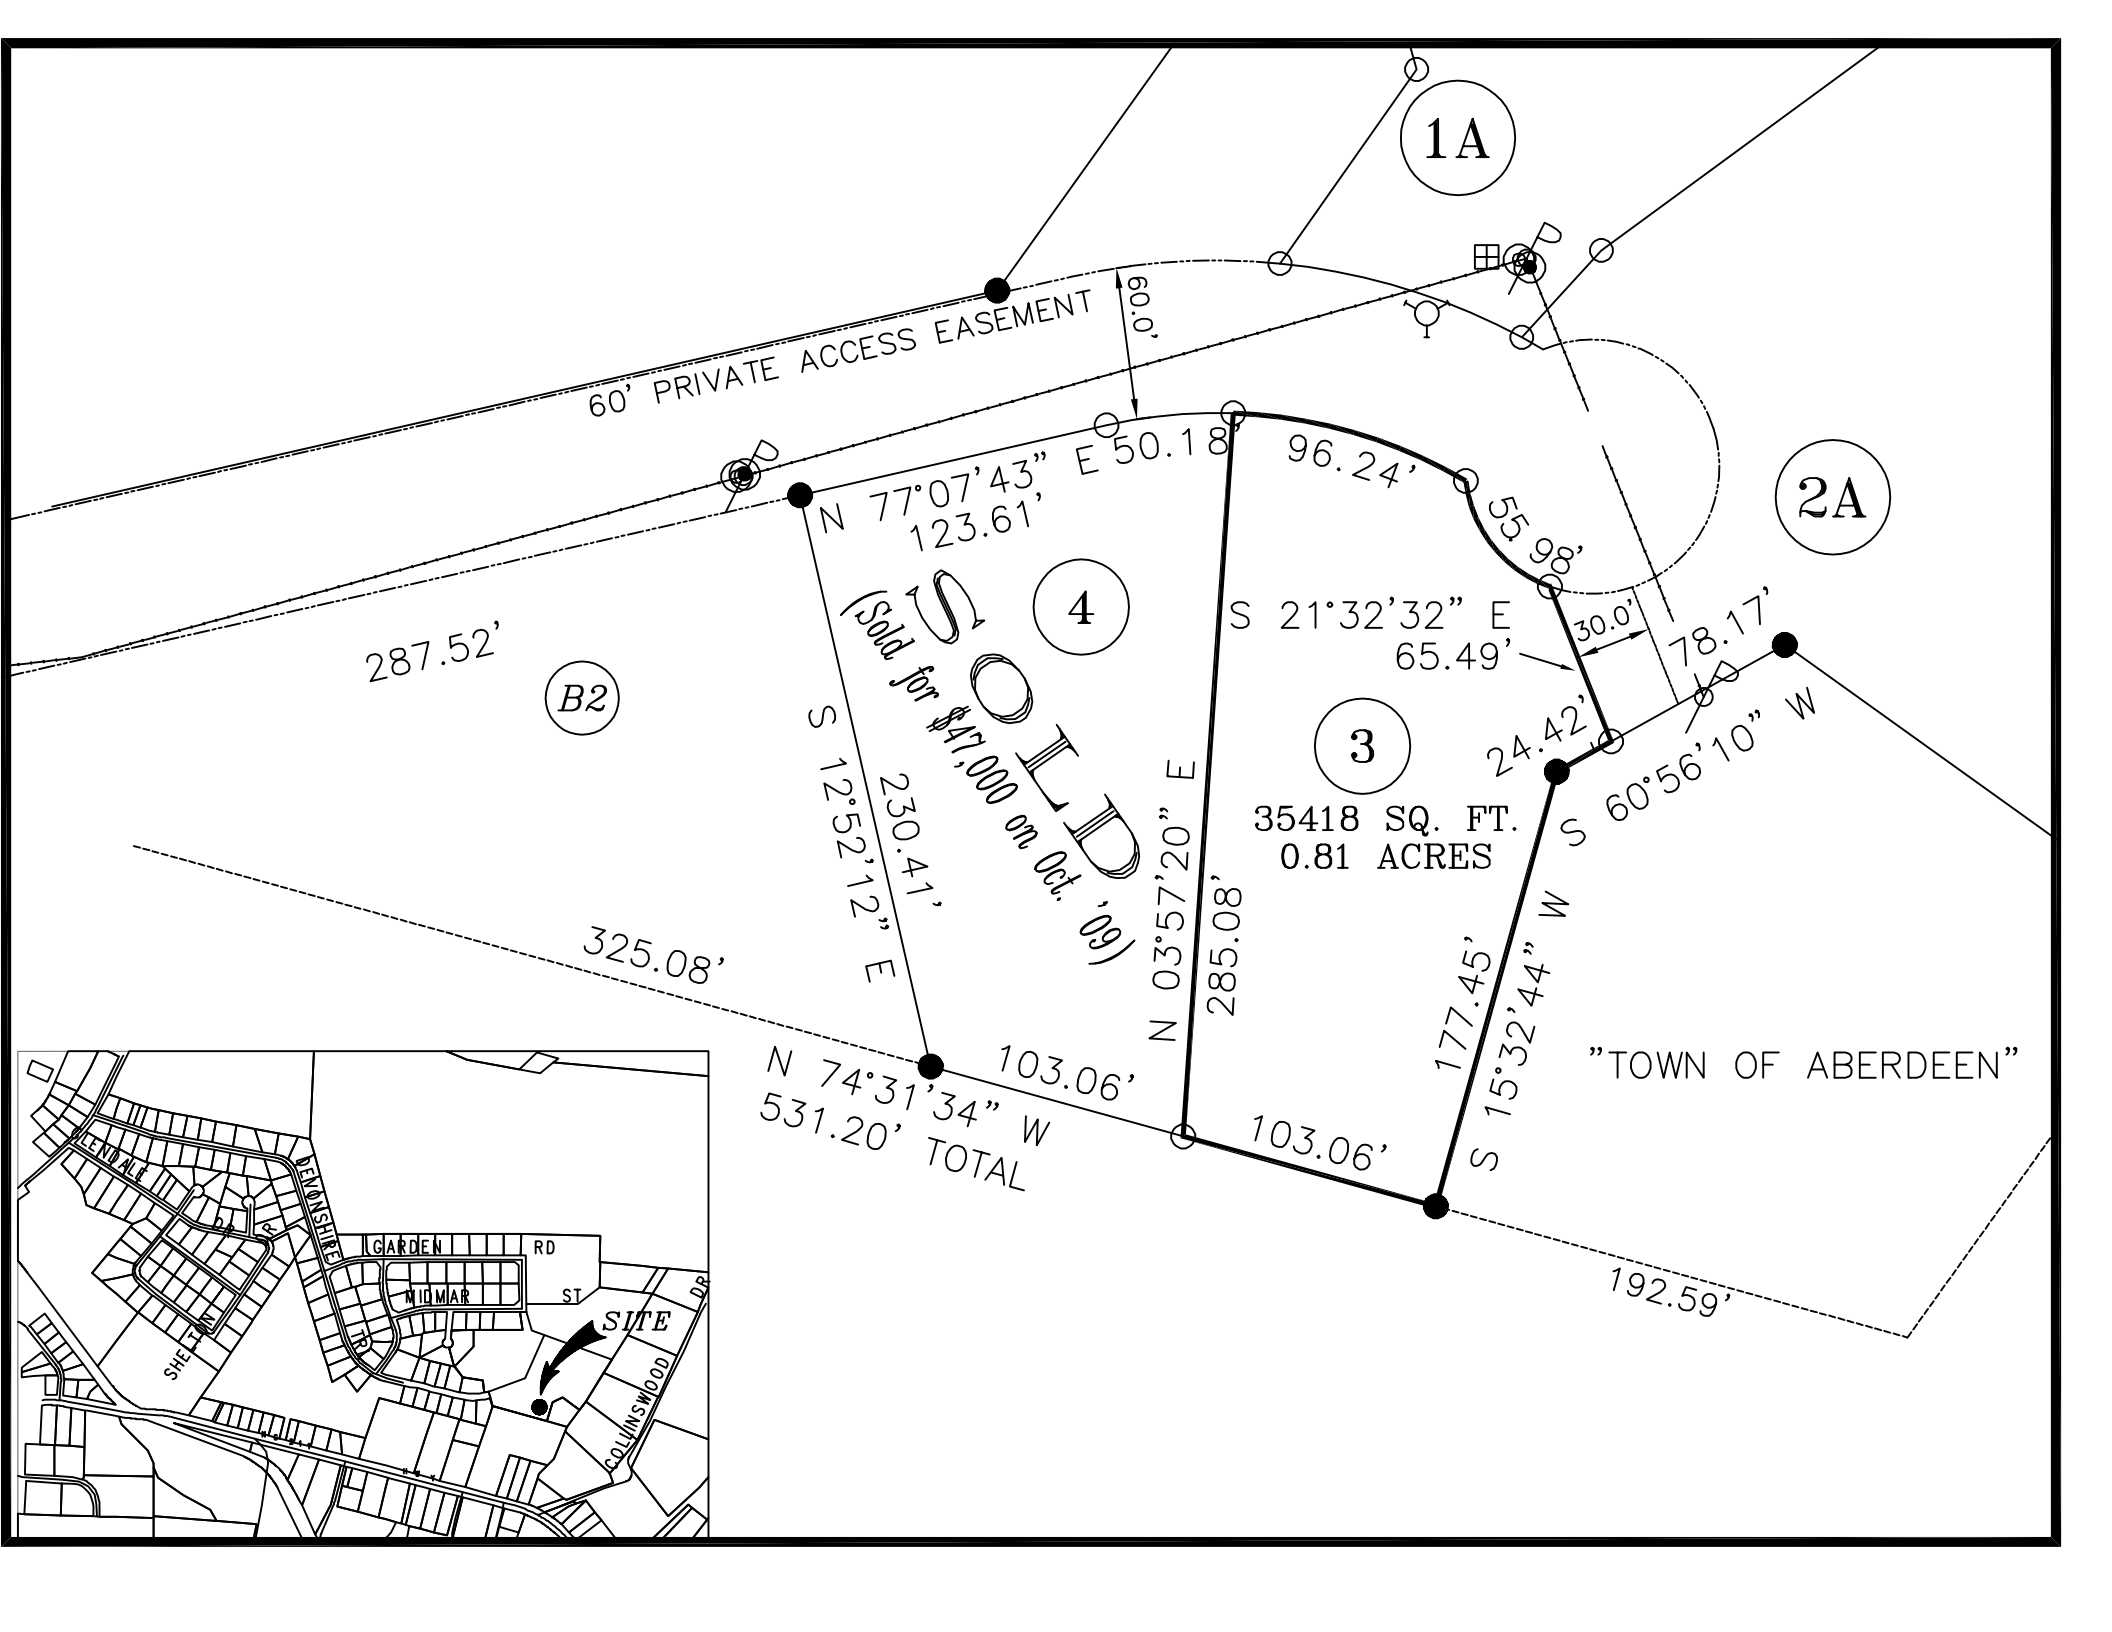 1A
60' PRIVATE ACCESS EASEMENT
60.0'
P
P
N 77°07'43" E
123.61'
50.18'
96.24'
55.98'
2A
287.52'
B2
4
SOLD
(Sold for $47,000 on Oct. '09)
S 21°32'32" E
65.49'
30.0'
78.17'
P
24.42'
S 60°56'10" W
3
35418 SQ. FT.
0.81 ACRES
S 12°52'12" E
230.41'
N 03°57'20" E
285.08'
177.45'
S 15°32'44" W
325.08'
N 74°31'34" W
531.20' TOTAL
103.06'
103.06'
"TOWN OF ABERDEEN"
192.59'
GLENDALE
DR
DEVONSHIRE
TR
GARDEN RD
MIDMAR ST
SITE
SHELTON
COLLINSWOOD DR